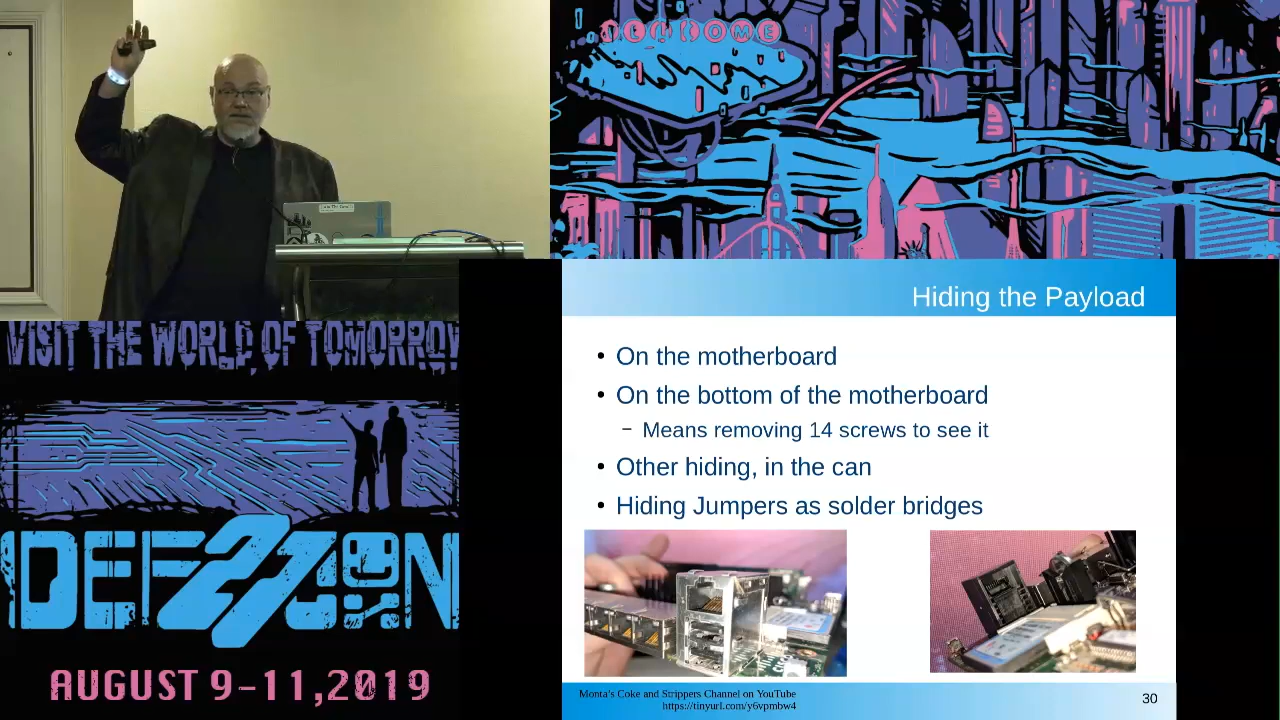 WELCOME
Hiding the Payload
• On the motherboard
• On the bottom of the motherboard
– Means removing 14 screws to see it
• Other hiding, in the can
• Hiding Jumpers as solder bridges
Monta's Coke and Strippers Channel on YouTube
https://tinyurl.com/y6vpmbw4
30
VISIT THE WORLD OF TOMORROW
DEF27CON
AUGUST 9-11,2019